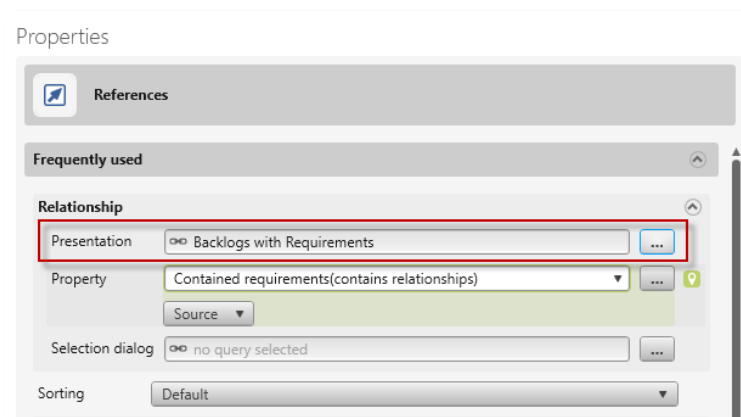 Properties
References
Frequently used
Relationship
Presentation Backlogs with Requirements ...
Property Contained requirements(contains relationships) ...
Source
Selection dialog no query selected ...
Sorting Default